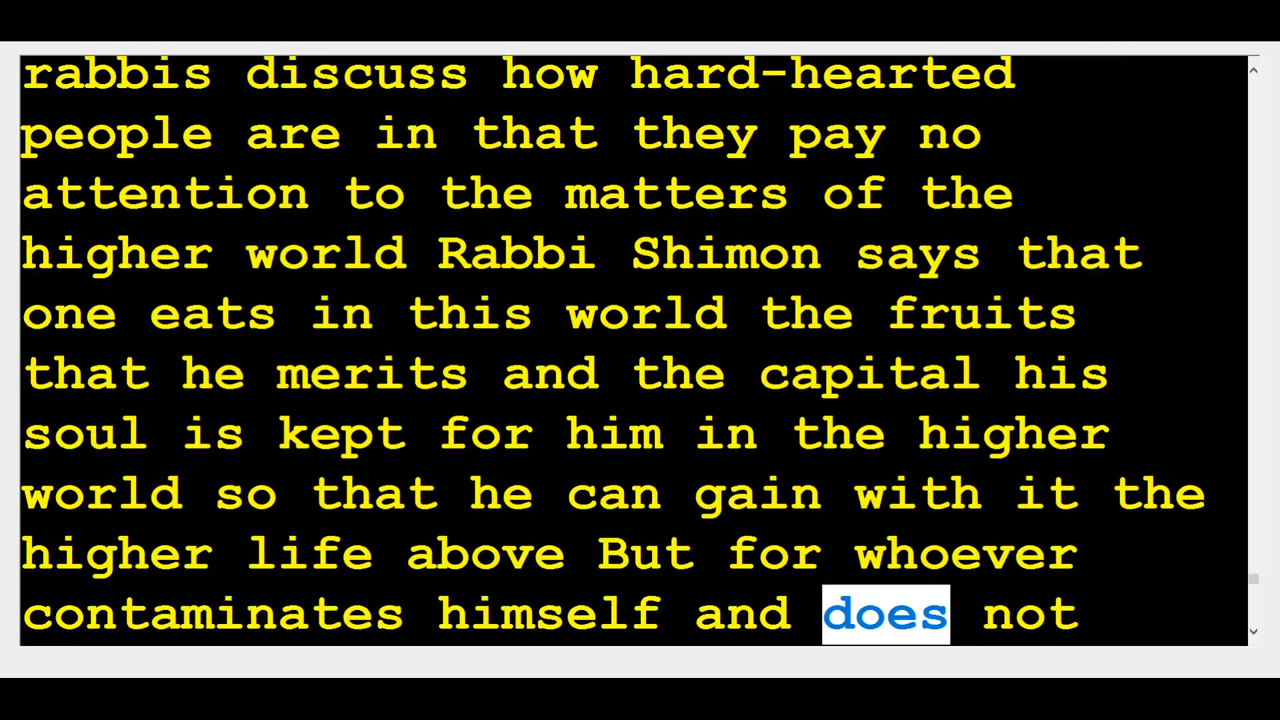 rabbis discuss how hard-hearted
people are in that they pay no
attention to the matters of the
higher world Rabbi Shimon says that
one eats in this world the fruits
that he merits and the capital his
soul is kept for him in the higher
world so that he can gain with it the
higher life above But for whoever
contaminates himself and does not